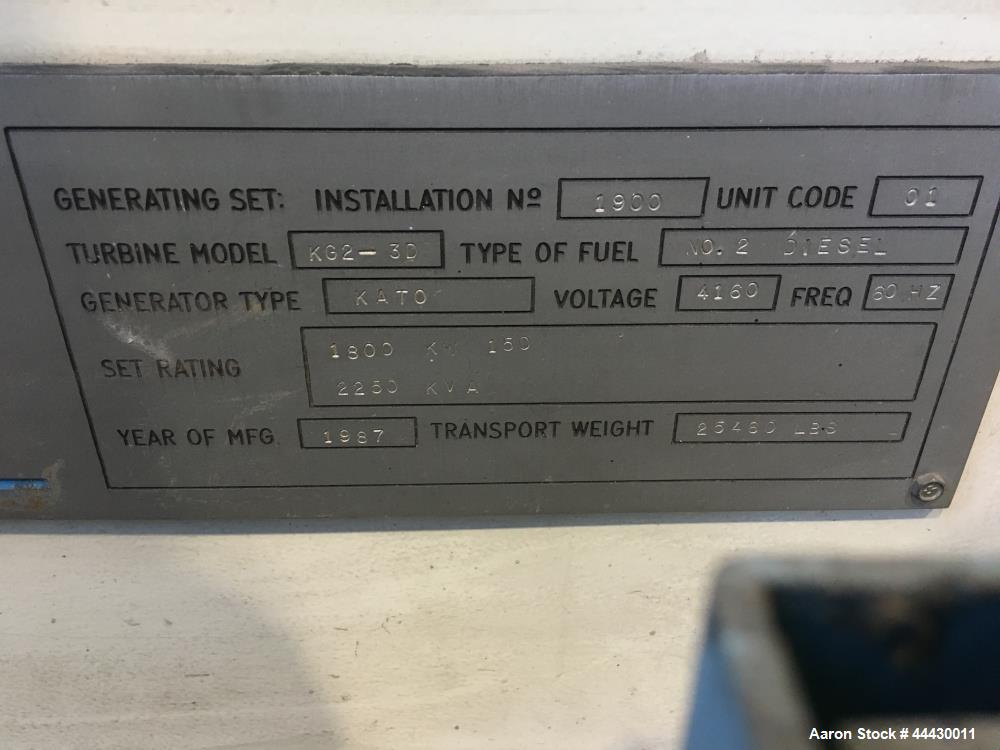 GENERATING SET: INSTALLATION Nº 1900 UNIT CODE 01
TURBINE MODEL KG2-3D TYPE OF FUEL NO. 2 DIESEL
GENERATOR TYPE KATO VOLTAGE 4160 FREQ 60 HZ
SET RATING
1800 KW 150
2250 KVA
YEAR OF MFG. 1987 TRANSPORT WEIGHT LBS
Aaron Stock # 44430011